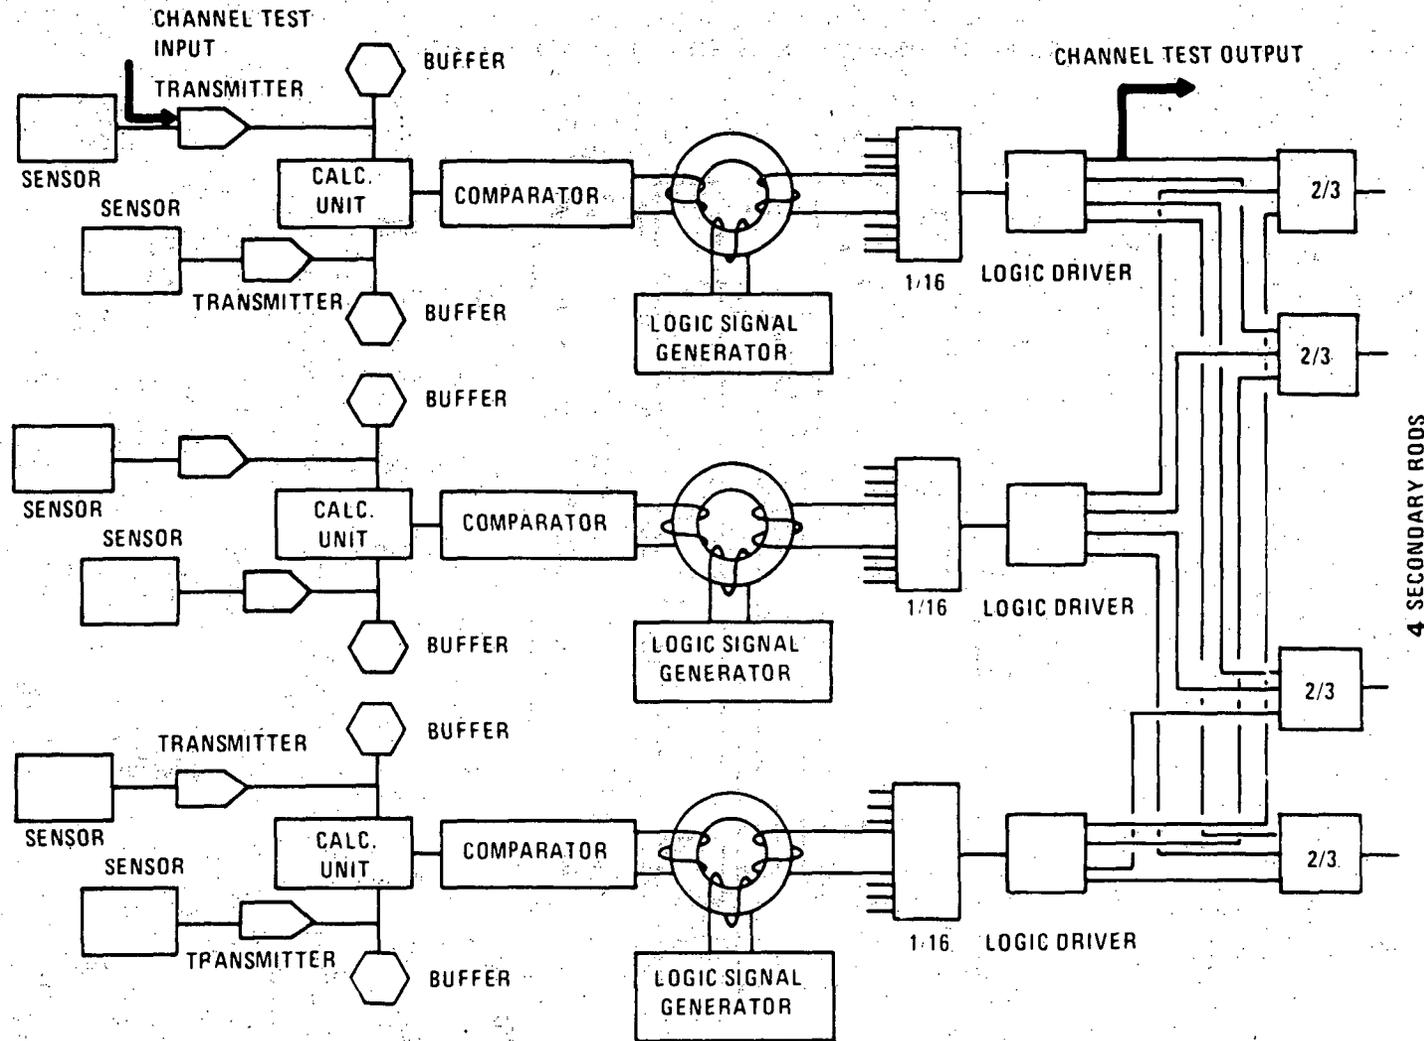 CHANNEL TEST
INPUT
TRANSMITTER
BUFFER
CHANNEL TEST OUTPUT
SENSOR
CALC.
UNIT
COMPARATOR
2/3
SENSOR
TRANSMITTER
BUFFER
LOGIC SIGNAL
GENERATOR
1/16
LOGIC DRIVER
2/3
BUFFER
SENSOR
CALC.
UNIT
COMPARATOR
SENSOR
BUFFER
LOGIC SIGNAL
GENERATOR
1/16
LOGIC DRIVER
4 SECONDARY RODS
2/3
TRANSMITTER
BUFFER
SENSOR
CALC.
UNIT
COMPARATOR
2/3
SENSOR
TRANSMITTER
BUFFER
LOGIC SIGNAL
GENERATOR
1/16
LOGIC DRIVER